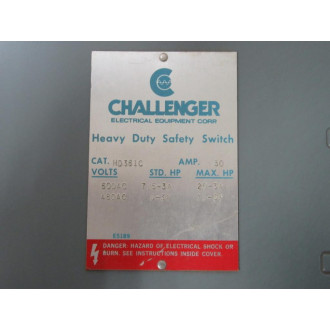 CHALLENGER
ELECTRICAL EQUIPMENT CORP
Heavy Duty Safety Switch
CAT. HD361C AMP. 30
VOLTS STD. HP MAX. HP
DANGER: HAZARD OF ELECTRICAL SHOCK OR
BURN. SEE INSTRUCTIONS INSIDE COVER.